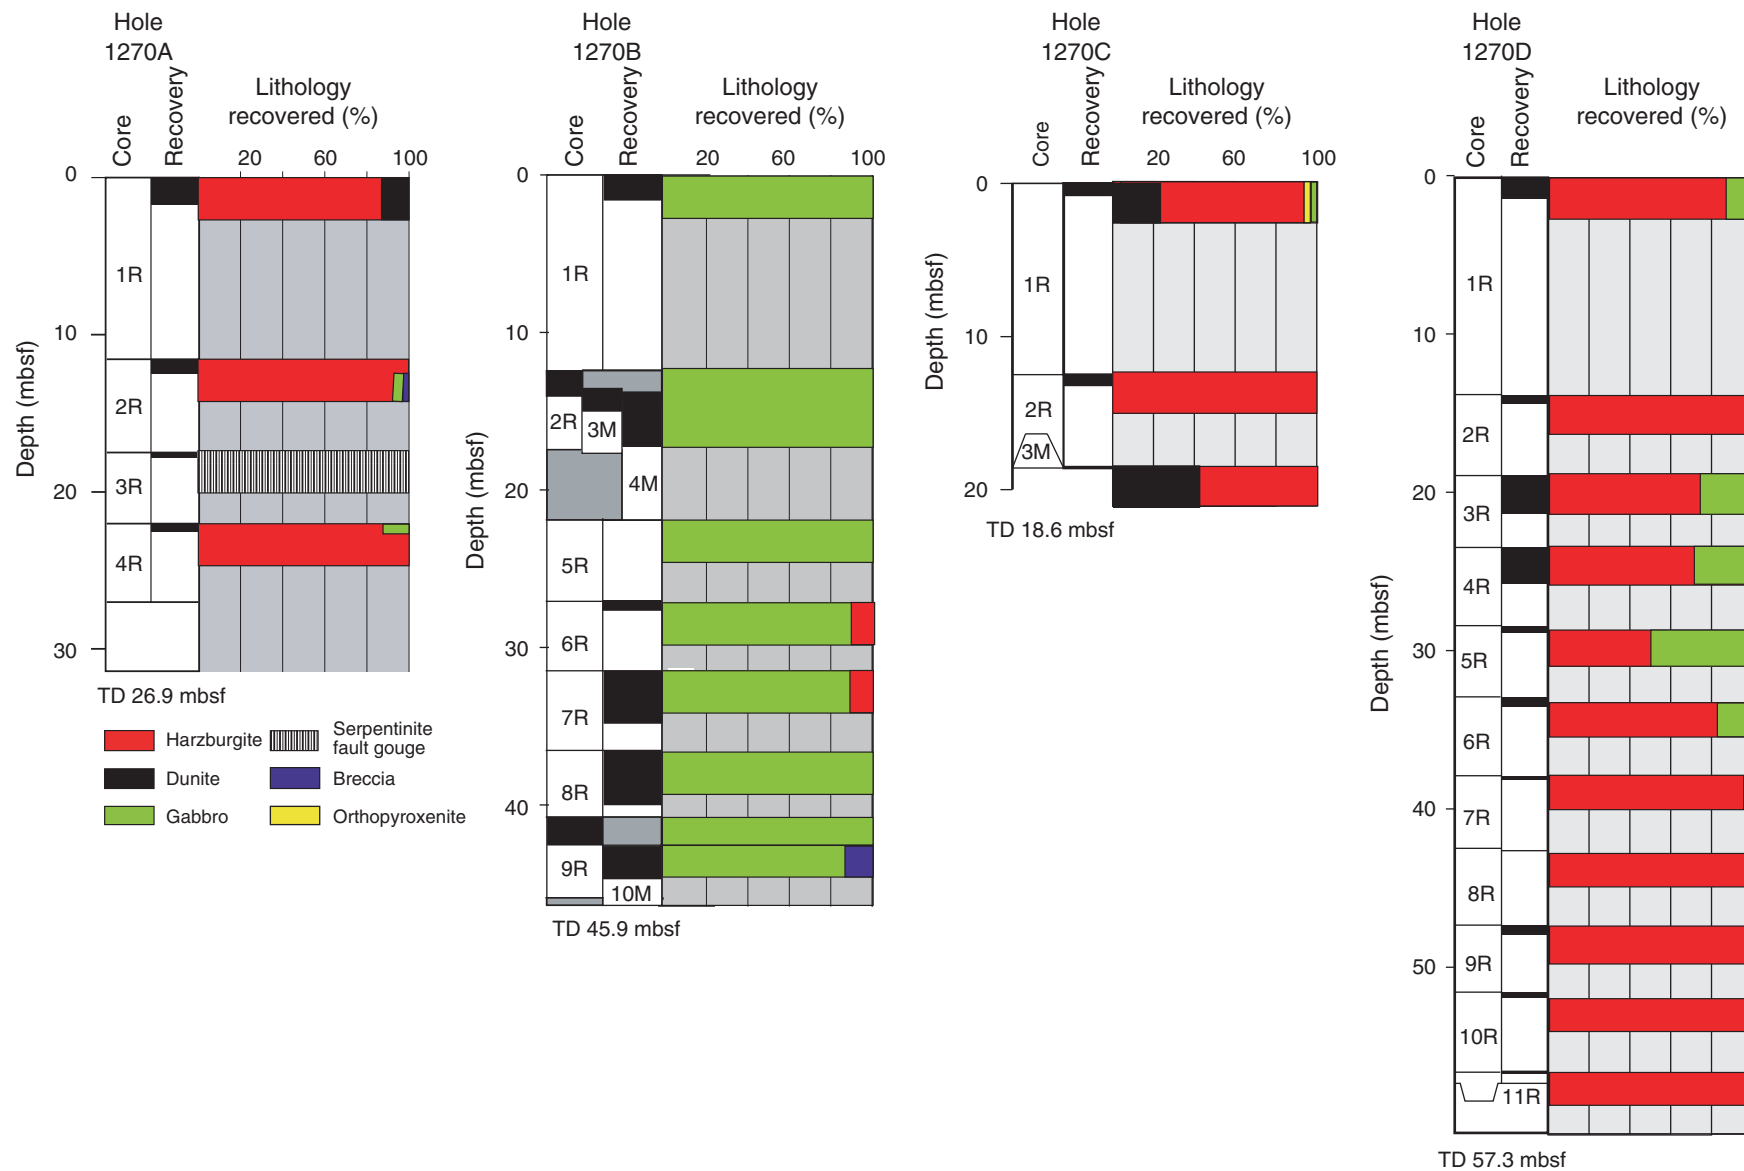 Hole
1270A
Core
Recovery
Lithology
recovered (%)
20 60 100
Depth (mbsf)
0
10
20
30
1R
2R
3R
4R
TD 26.9 mbsf
Harzburgite
Dunite
Gabbro
Serpentinite
fault gouge
Breccia
Orthopyroxenite
Hole
1270B
Core
Recovery
Lithology
recovered (%)
20 60 100
Depth (mbsf)
0
10
20
30
40
1R
2R
3M
4M
5R
6R
7R
8R
9R
10M
TD 45.9 mbsf
Hole
1270C
Core
Recovery
Lithology
recovered (%)
20 60 100
Depth (mbsf)
0
10
20
1R
2R
3M
TD 18.6 mbsf
Hole
1270D
Core
Recovery
Lithology
recovered (%)
Depth (mbsf)
0
10
20
30
40
50
1R
2R
3R
4R
5R
6R
7R
8R
9R
10R
11R
TD 57.3 mbsf